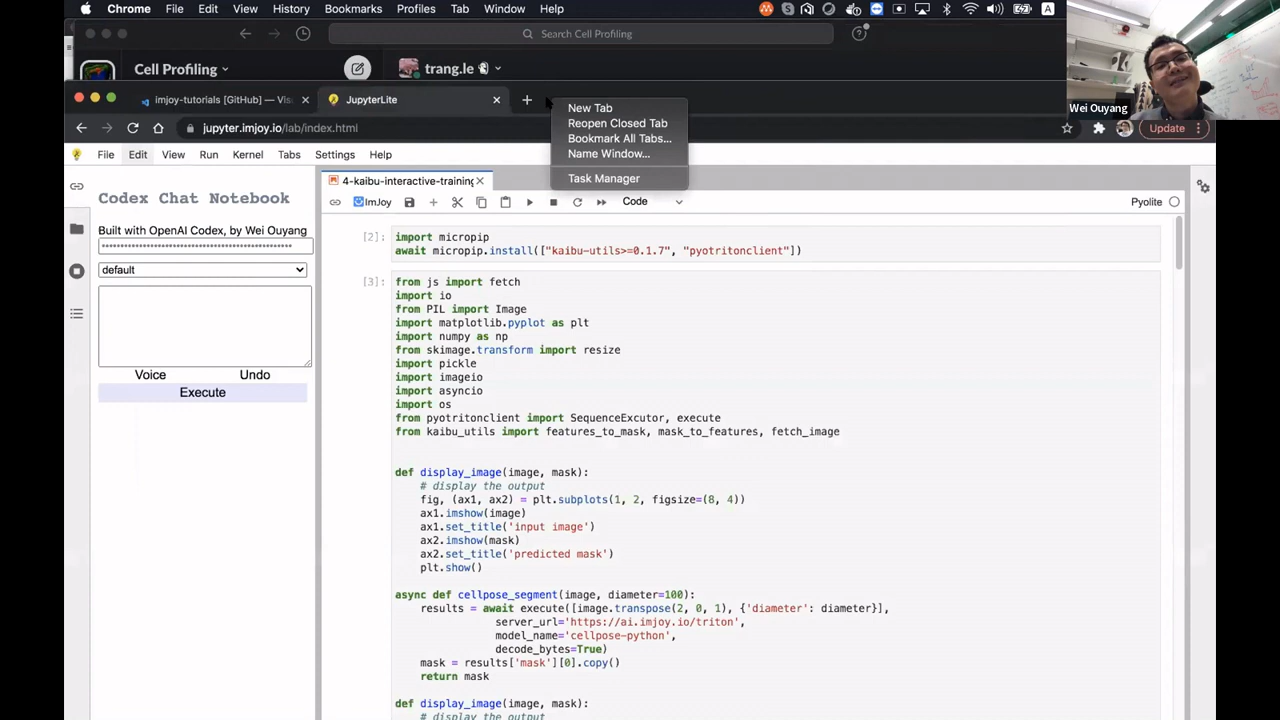 Chrome File Edit View History Bookmarks Profiles Tab Window Help
Search Cell Profiling
Cell Profiling
trang.le
imjoy-tutorials [GitHub] — Vis
JupyterLite
jupyter.imjoy.io/lab/index.html
Update
New Tab
Reopen Closed Tab
Bookmark All Tabs...
Name Window...
Task Manager
Wei Ouyang
File Edit View Run Kernel Tabs Settings Help
Codex Chat Notebook
Built with OpenAI Codex, by Wei Ouyang
default
Voice Undo
Execute
4-kaibu-interactive-training
ImJoy
Code
Pyolite
[2]:
import micropip
await micropip.install(["kaibu-utils>=0.1.7", "pyotritonclient"])
[3]:
from js import fetch
import io
from PIL import Image
import matplotlib.pyplot as plt
import numpy as np
from skimage.transform import resize
import pickle
import imageio
import asyncio
import os
from pyotritonclient import SequenceExcutor, execute
from kaibu_utils import features_to_mask, mask_to_features, fetch_image
def display_image(image, mask):
# display the output
fig, (ax1, ax2) = plt.subplots(1, 2, figsize=(8, 4))
ax1.imshow(image)
ax1.set_title('input image')
ax2.imshow(mask)
ax2.set_title('predicted mask')
plt.show()
async def cellpose_segment(image, diameter=100):
results = await execute([image.transpose(2, 0, 1), {'diameter': diameter}],
server_url='https://ai.imjoy.io/triton',
model_name='cellpose-python',
decode_bytes=True)
mask = results['mask'][0].copy()
return mask
def display_image(image, mask):
# display the output